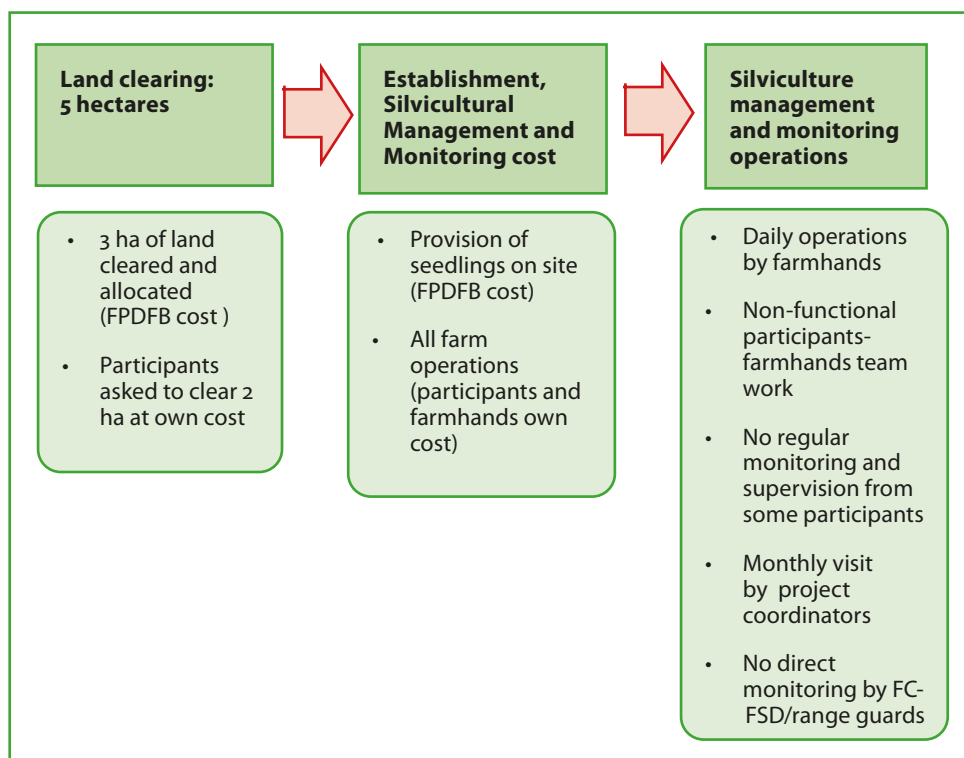 Land clearing:
5 hectares
• 3 ha of land
cleared and
allocated
(FPDFB cost )
• Participants
asked to clear 2
ha at own cost
Establishment,
Silvicultural
Management and
Monitoring cost
• Provision of
seedlings on site
(FPDFB cost)
• All farm
operations
(participants and
farmhands own
cost)
Silviculture
management
and monitoring
operations
• Daily operations
by farmhands
• Non-functional
participants-
farmhands team
work
• No regular
monitoring and
supervision from
some participants
• Monthly visit
by project
coordinators
• No direct
monitoring by FC-
FSD/range guards